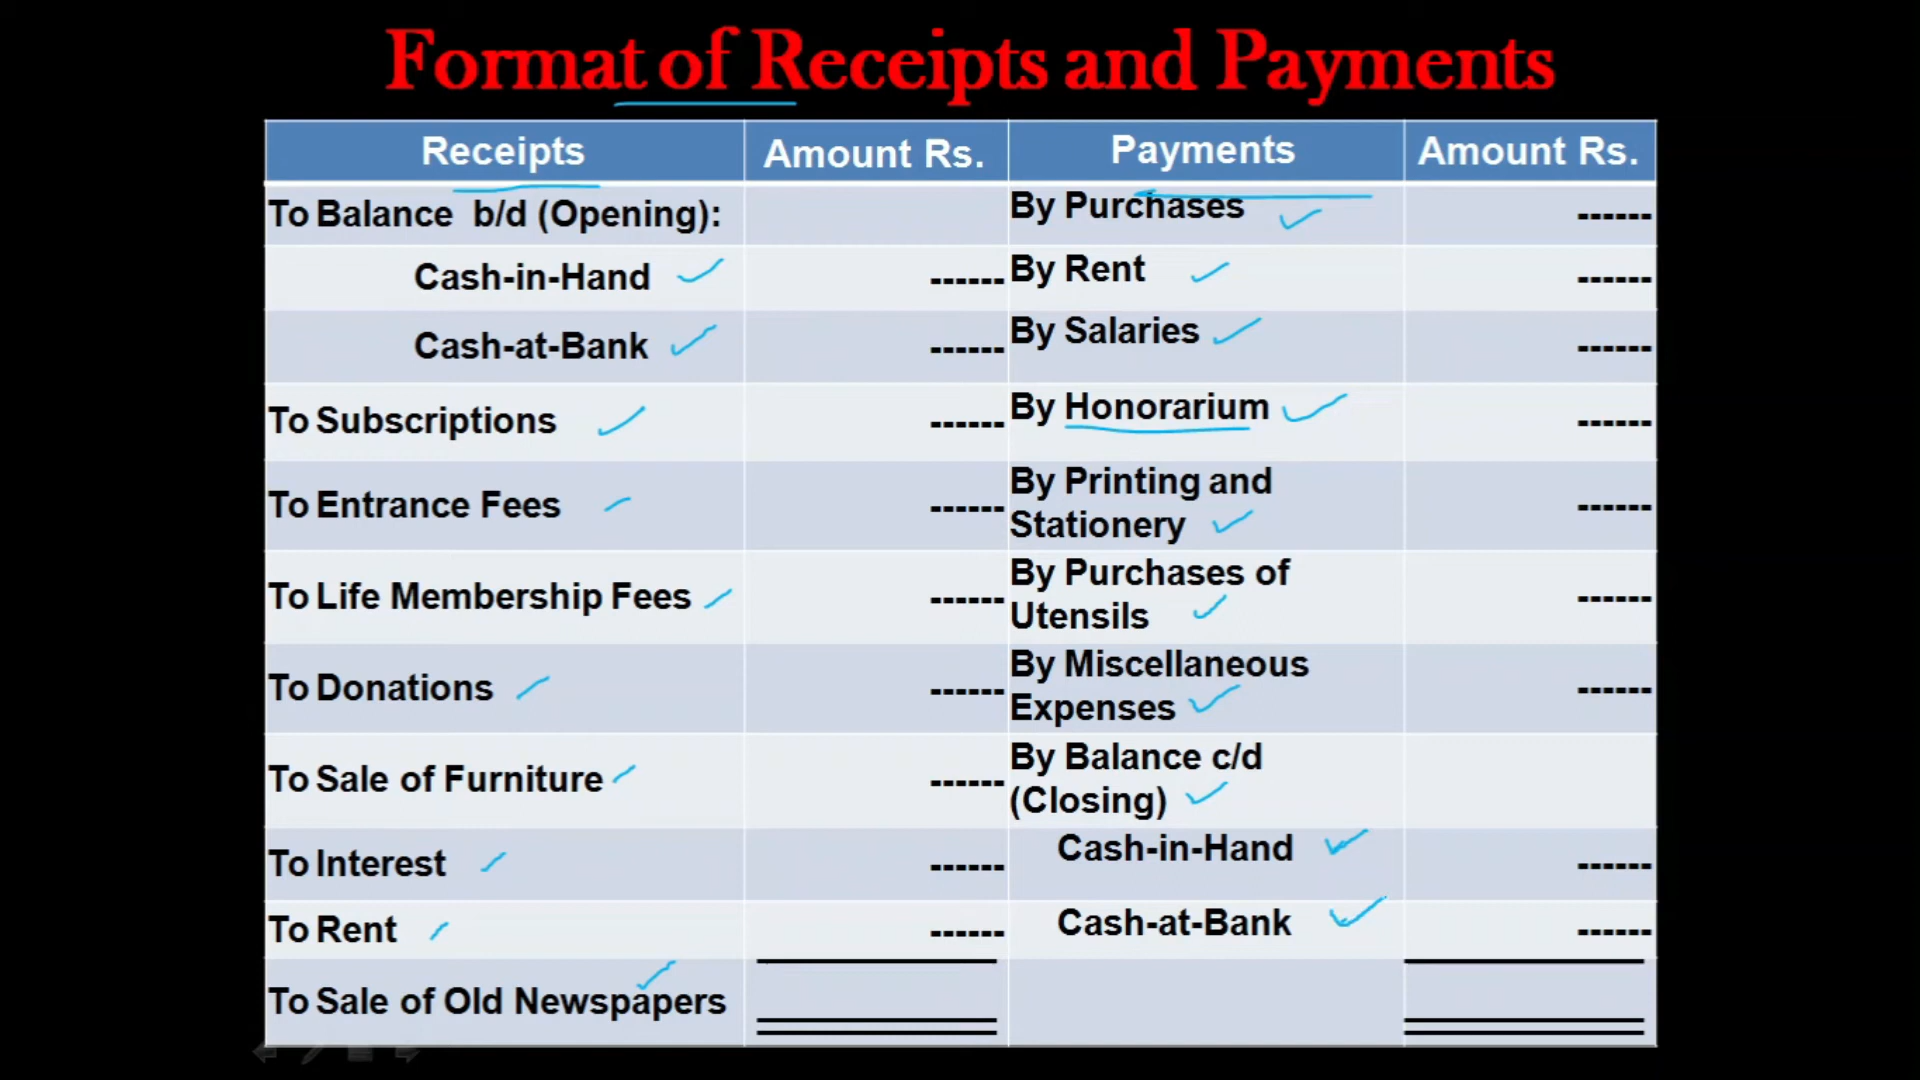 Format of Receipts and Payments
Receipts Amount Rs. Payments Amount Rs.
To Balance b/d (Opening): By Purchases ------
Cash-in-Hand ------ By Rent ------
Cash-at-Bank ------ By Salaries ------
To Subscriptions ------ By Honorarium ------
To Entrance Fees ------ By Printing and
Stationery ------
To Life Membership Fees ------ By Purchases of
Utensils ------
To Donations ------ By Miscellaneous
Expenses ------
To Sale of Furniture ------ By Balance c/d
(Closing)
To Interest ------ Cash-in-Hand ------
To Rent ------ Cash-at-Bank ------
To Sale of Old Newspapers